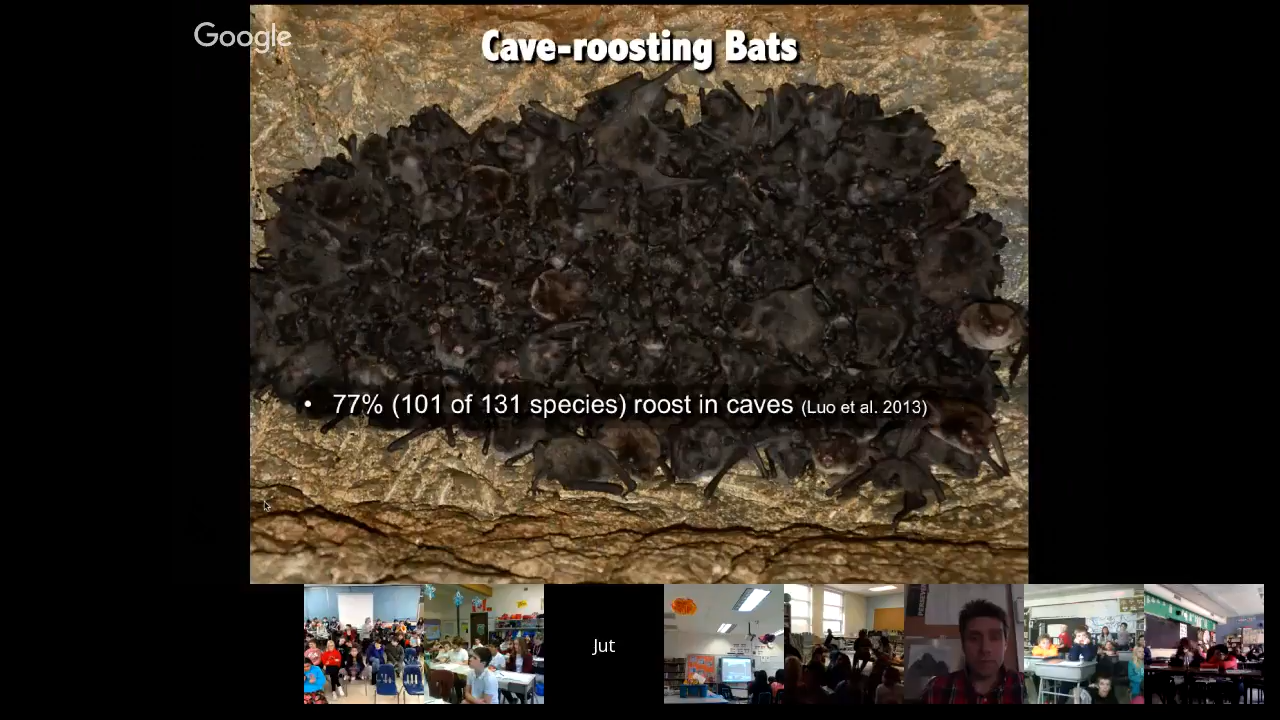 Google
Cave-roosting Bats
• 77% (101 of 131 species) roost in caves (Luo et al. 2013)
Jut